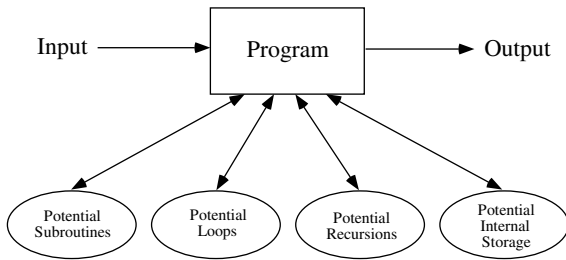 Input
Program
Output
Potential
Subroutines
Potential
Loops
Potential
Recursions
Potential
Internal
Storage